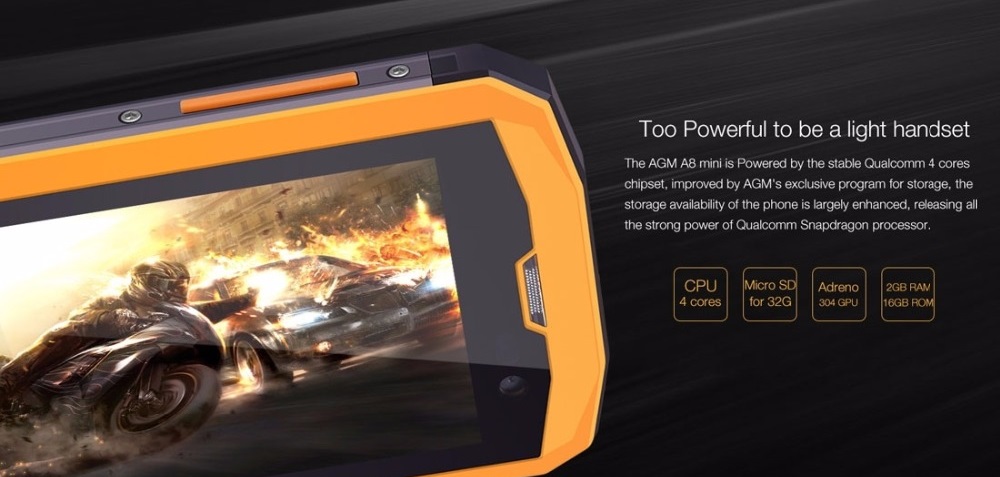 Too Powerful to be a light handset
The AGM A8 mini is Powered by the stable Qualcomm 4 cores
chipset, improved by AGM's exclusive program for storage, the
storage availability of the phone is largely enhanced, releasing all
the strong power of Qualcomm Snapdragon processor.
CPU
4 cores
Micro SD
for 32G
Adreno
304 GPU
2GB RAM
16GB ROM